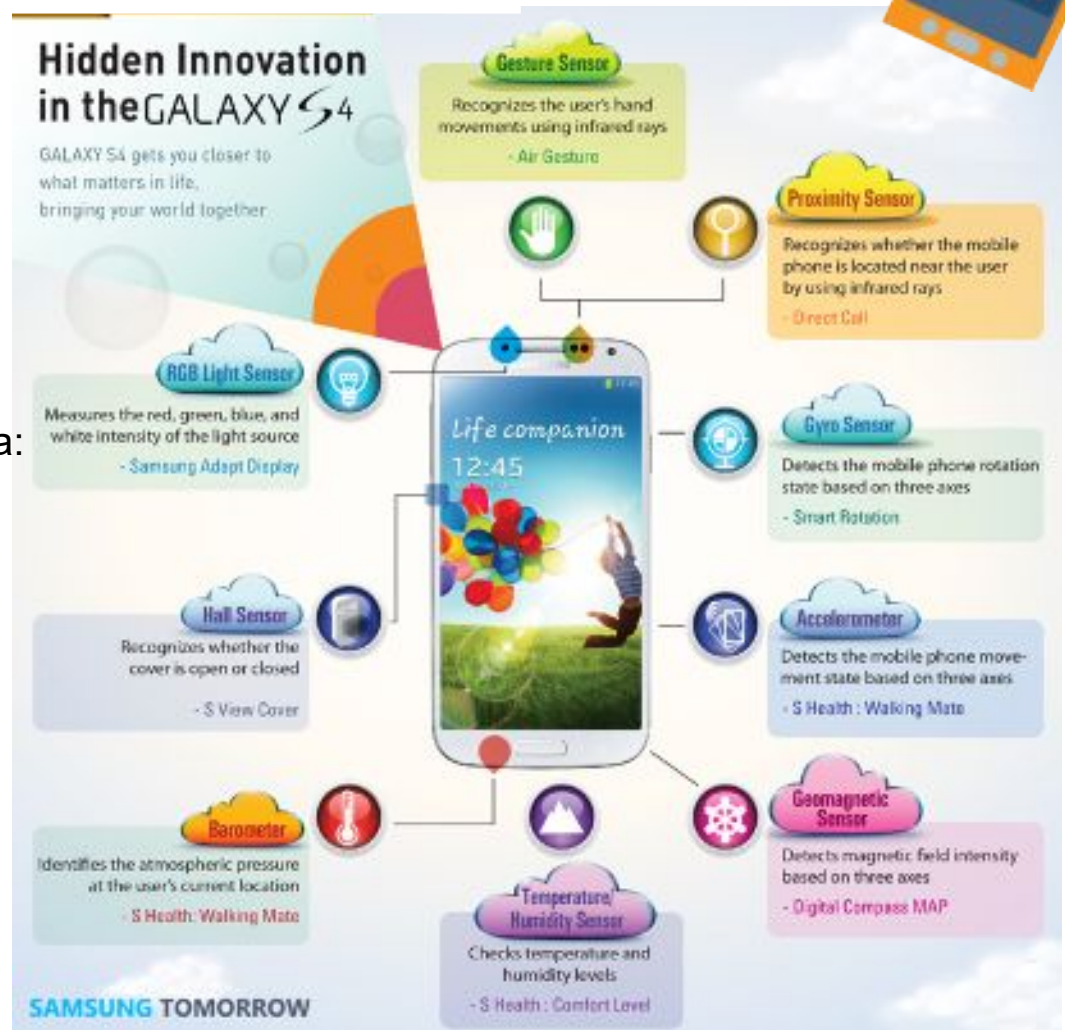 Hidden Innovation
in the GALAXY S4
GALAXY S4 gets you closer to
what matters in life,
bringing your world together
Gesture Sensor
Recognizes the user's hand
movements using infrared rays
- Air Gesture
Proximity Sensor
Recognizes whether the mobile
phone is located near the user
by using infrared rays
- Direct Call
RGB Light Sensor
Measures the red, green, blue, and
white intensity of the light source
- Samsung Adapt Display
a:
Life companion
12:45
Gyro Sensor
Detects the mobile phone rotation
state based on three axes
- Smart Rotation
Hall Sensor
Recognizes whether the
cover is open or closed
- S View Cover
Accelerometer
Detects the mobile phone move-
ment state based on three axes
- S Health : Walking Mate
Barometer
Identifies the atmospheric pressure
at the user's current location
- S Health: Walking Mate
Temperature/
Humidity Sensor
Checks temperature and
humidity levels
- S Health : Comfort Level
Geomagnetic
Sensor
Detects magnetic field intensity
based on three axes
- Digital Compass MAP
SAMSUNG TOMORROW